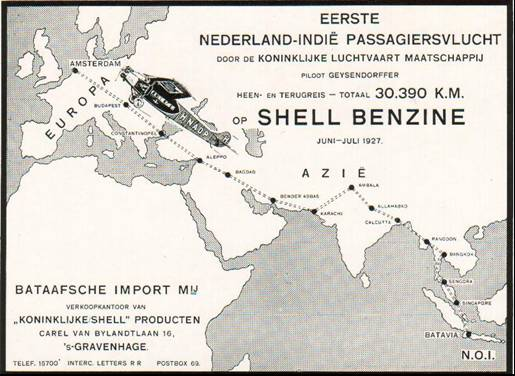 EERSTE
NEDERLAND-INDIË PASSAGIERSVLUCHT
DOOR DE KONINKLIJKE LUCHTVAART MAATSCHAPPIJ
PILOOT GEYSENDORFFER
HEEN- EN TERUGREIS – TOTAAL 30.390 K.M.
OP SHELL BENZINE
JUNI-JULI 1927.
EUROPA
AMSTERDAM
BUDAPEST
H·NADP
CONSTANTINOPEL
ALEPPO
BAGDAD
AZIË
BENDER ABBAS
KARACHI
AMBALA
ALLAHABAD
CALCUTTA
RANGOON
BANGKOK
SENGORA
SINGAPORE
BATAVIA
N.O.I.
BATAAFSCHE IMPORT MIJ
VERKOOPKANTOOR VAN
„KONINKLIJKE/SHELL” PRODUCTEN
CAREL VAN BYLANDTLAAN 16,
'S-GRAVENHAGE.
TELEF. 15700* INTERC. LETTERS R R POSTBOX 69.